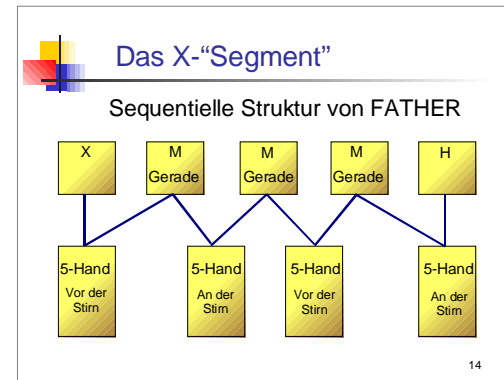 Das X-“Segment”
Sequentielle Struktur von FATHER
X
M
Gerade
M
Gerade
M
Gerade
H
5-Hand
Vor der
Stirn
5-Hand
An der
Stirn
5-Hand
Vor der
Stirn
5-Hand
An der
Stirn
14